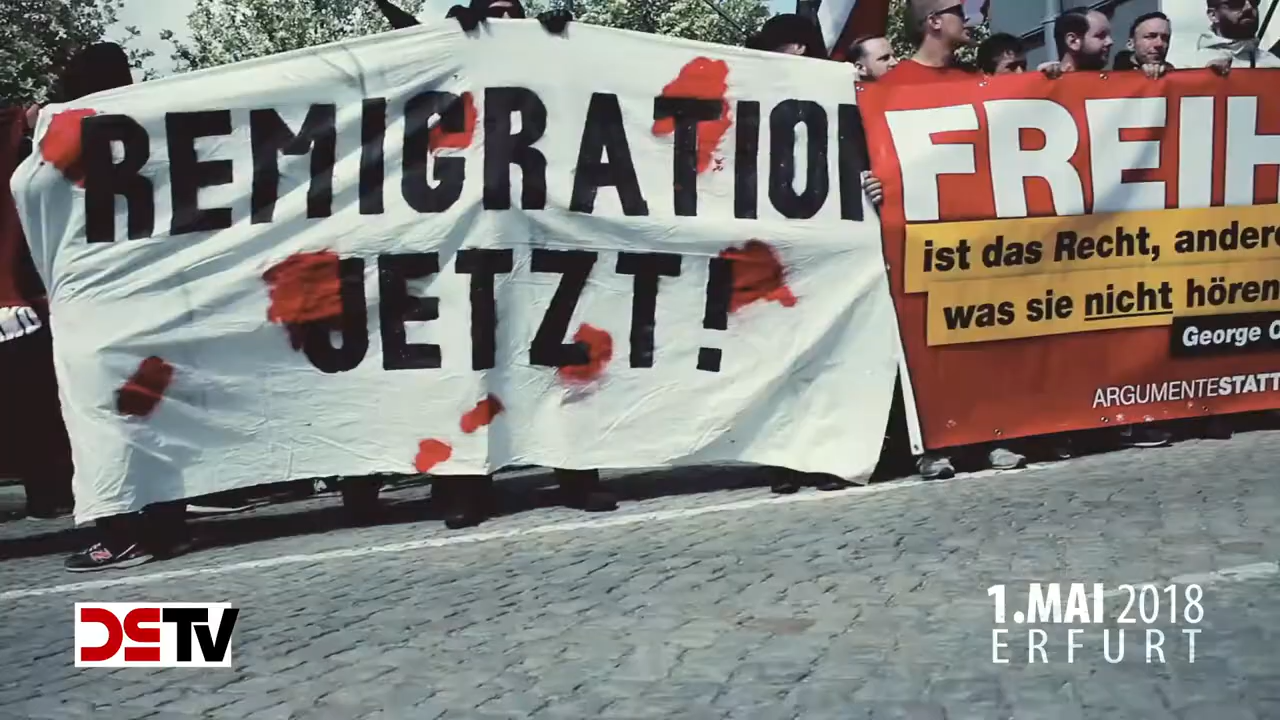 REMIGRATION
JETZT!
FREIH
ist das Recht, andere
was sie nicht hören
George O
ARGUMENTESTATT
DSTV
1.MAI 2018
ERFURT